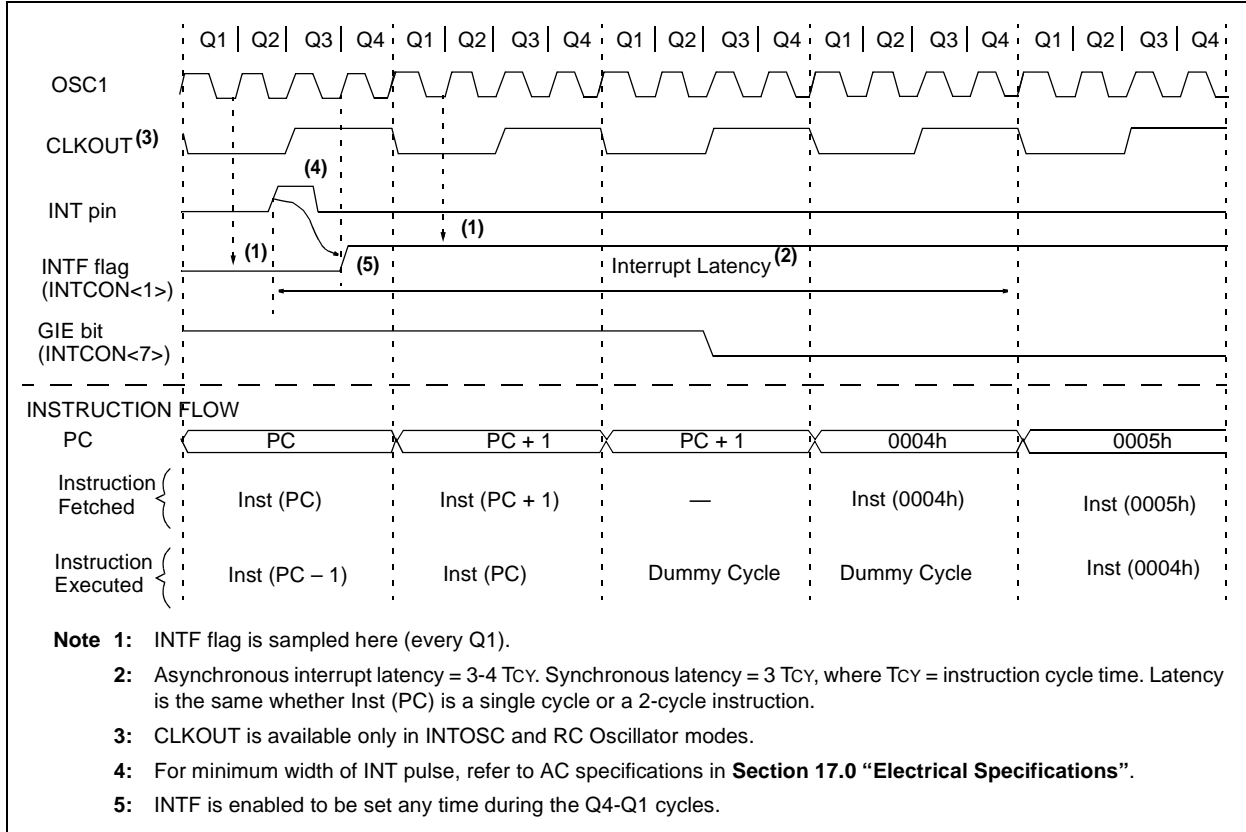 Q1 | Q2 | Q3 | Q4 Q1 | Q2 | Q3 | Q4 Q1 | Q2 | Q3 | Q4 Q1 | Q2 | Q3 | Q4 Q1 | Q2 | Q3 | Q4
OSC1
CLKOUT (3)
(4)
INT pin
(1)
(1) (5)
INTF flag
(INTCON<1>)
Interrupt Latency (2)
GIE bit
(INTCON<7>)
INSTRUCTION FLOW
PC PC PC + 1 PC + 1 0004h 0005h
Instruction
Fetched
Inst (PC) Inst (PC + 1) — Inst (0004h) Inst (0005h)
Instruction
Executed
Inst (PC – 1) Inst (PC) Dummy Cycle Dummy Cycle Inst (0004h)
Note 1: INTF flag is sampled here (every Q1).
2: Asynchronous interrupt latency = 3-4 TCY. Synchronous latency = 3 TCY, where TCY = instruction cycle time. Latency
is the same whether Inst (PC) is a single cycle or a 2-cycle instruction.
3: CLKOUT is available only in INTOSC and RC Oscillator modes.
4: For minimum width of INT pulse, refer to AC specifications in Section 17.0 “Electrical Specifications”.
5: INTF is enabled to be set any time during the Q4-Q1 cycles.